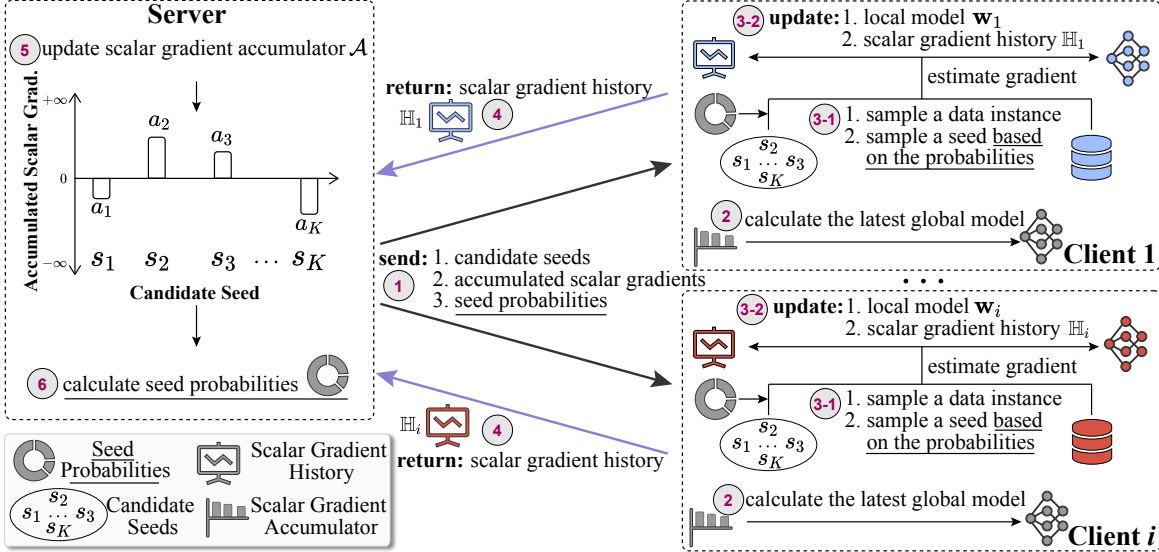 Server
5 update scalar gradient accumulator 𝒜
Accumulated Scalar Grad.
+∞
0
−∞
a₁
a₂
a₃
a_K
s₁ s₂ s₃ … s_K
Candidate Seed
6 calculate seed probabilities
Seed
Probabilities
Scalar Gradient
History
s₂
s₁ … s₃
s_K
Candidate
Seeds
Scalar Gradient
Accumulator
return: scalar gradient history
ℍ₁
4
send: 1. candidate seeds
1
2. accumulated scalar gradients
3. seed probabilities
ℍᵢ
4
return: scalar gradient history
3-2 update: 1. local model 𝐰₁
2. scalar gradient history ℍ₁
estimate gradient
3-1
1. sample a data instance
2. sample a seed based
on the probabilities
s₂
s₁ … s₃
s_K
2 calculate the latest global model
Client 1
…
3-2 update: 1. local model 𝐰ᵢ
2. scalar gradient history ℍᵢ
estimate gradient
3-1
1. sample a data instance
2. sample a seed based
on the probabilities
s₂
s₁ … s₃
s_K
2 calculate the latest global model
Client i